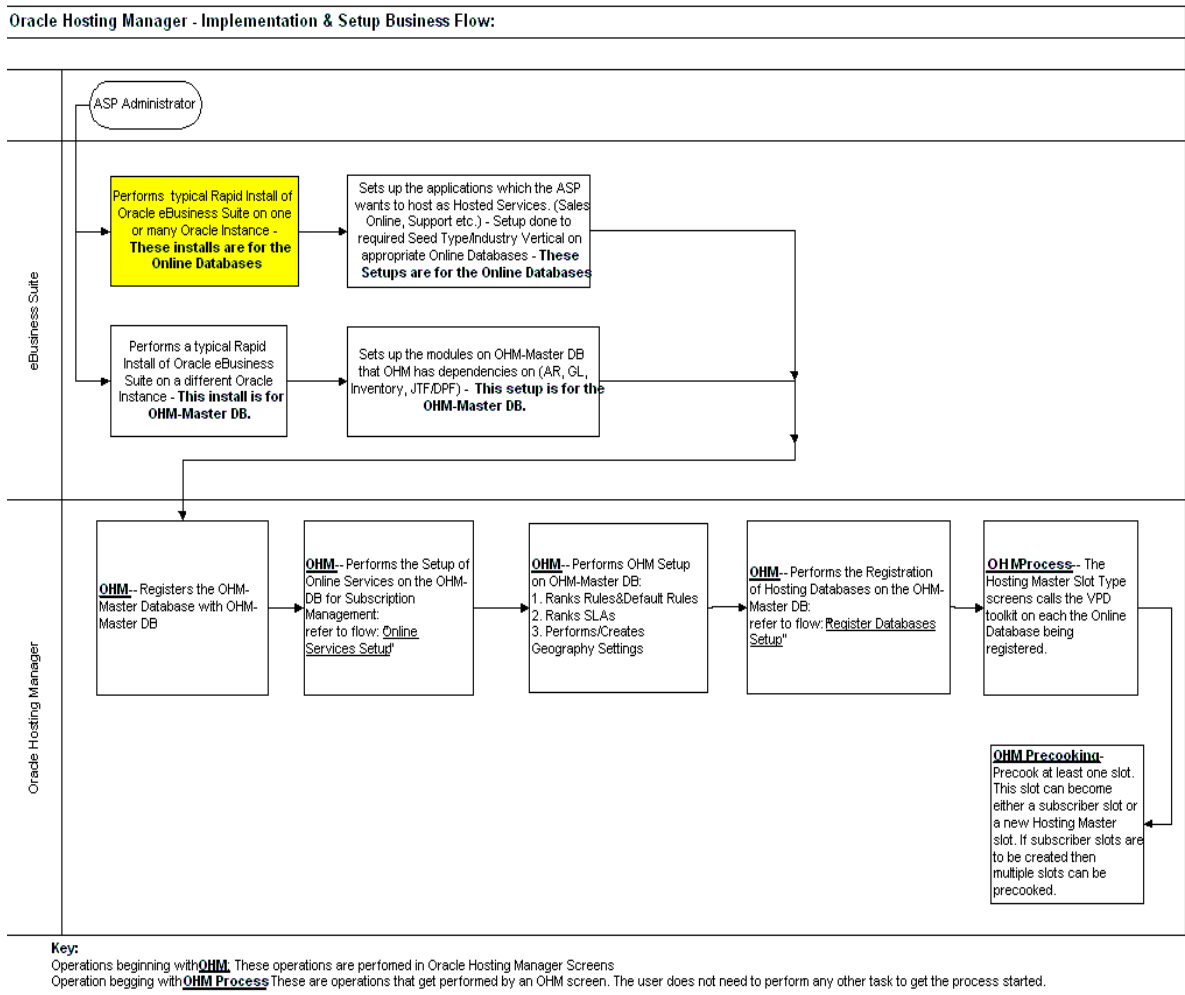 Oracle Hosting Manager - Implementation & Setup Business Flow:
ASP Administrator
eBusiness Suite
Performs typical Rapid Install of
Oracle eBusiness Suite on one
or many Oracle Instance -
These installs are for the
Online Databases
Sets up the applications which the ASP
wants to host as Hosted Services. (Sales
Online, Support etc.) - Setup done to
required Seed Type/Industry Vertical on
appropriate Online Databases - These
Setups are for the Online Databases
Performs a typical Rapid
Install of Oracle eBusiness
Suite on a different Oracle
Instance - This install is for
OHM-Master DB.
Sets up the modules on OHM-Master DB
that OHM has dependencies on (AR, GL,
Inventory, JTF/DPF) - This setup is for the
OHM-Master DB.
Oracle Hosting Manager
OHM-- Registers the OHM-
Master Database with OHM-
Master DB
OHM-- Performs the Setup of
Online Services on the OHM-
DB for Subscription
Management:
refer to flow: Online
Services Setup"
OHM-- Performs OHM Setup
on OHM-Master DB:
1. Ranks Rules&Default Rules
2. Ranks SLAs
3. Performs/Creates
Geography Settings
OHM-- Performs the Registration
of Hosting Databases on the OHM-
Master DB:
refer to flow: "Register Databases
Setup"
OHMProcess-- The
Hosting Master Slot Type
screens calls the VPD
toolkit on each the Online
Database being
registered.
OHM Precooking-
Precook at least one slot.
This slot can become
either a subscriber slot or
a new Hosting Master
slot. If subscriber slots are
to be created then
multiple slots can be
precooked.
Key:
Operations beginning with OHM: These operations are perfomed in Oracle Hosting Manager Screens
Operation begging with OHM Process These are operations that get performed by an OHM screen. The user does not need to perform any other task to get the process started.